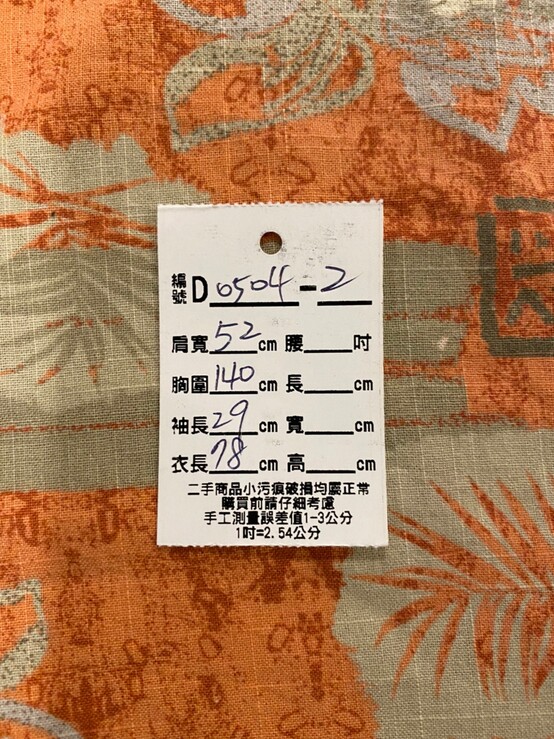 編號D 0504-2
肩寬 52 cm 腰____吋
胸圍 140 cm 長____cm
袖長 29 cm 寬____cm
衣長 78 cm 高____cm
二手商品小污痕破損均屬正常
購買前請仔細考慮
手工測量誤差值1-3公分
1吋=2.54公分